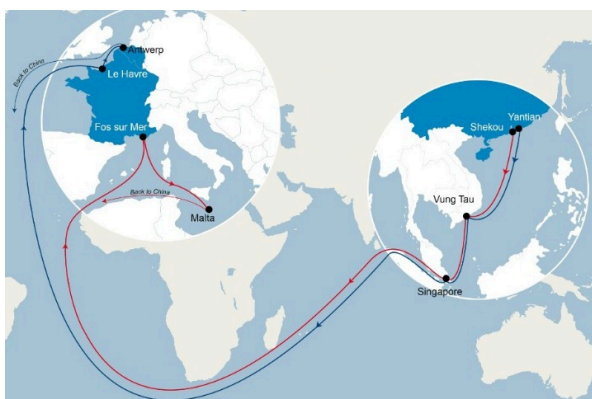 Back to China
Antwerp
Le Havre
Fos sur Mer
Back to China
Malta
Yantian
Shekou
Vung Tau
Singapore